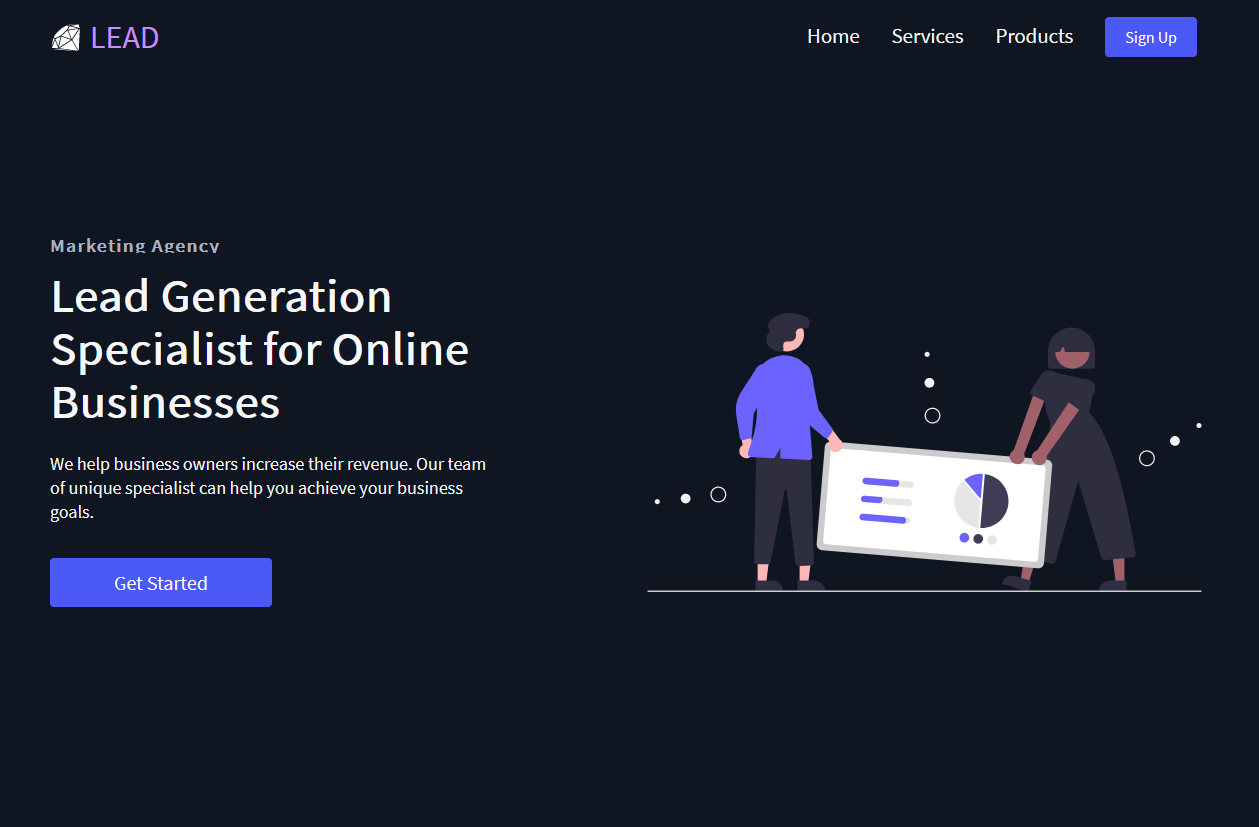 LEAD
Home Services Products Sign Up
Marketing Agency
Lead Generation
Specialist for Online
Businesses
We help business owners increase their revenue. Our team
of unique specialist can help you achieve your business
goals.
Get Started